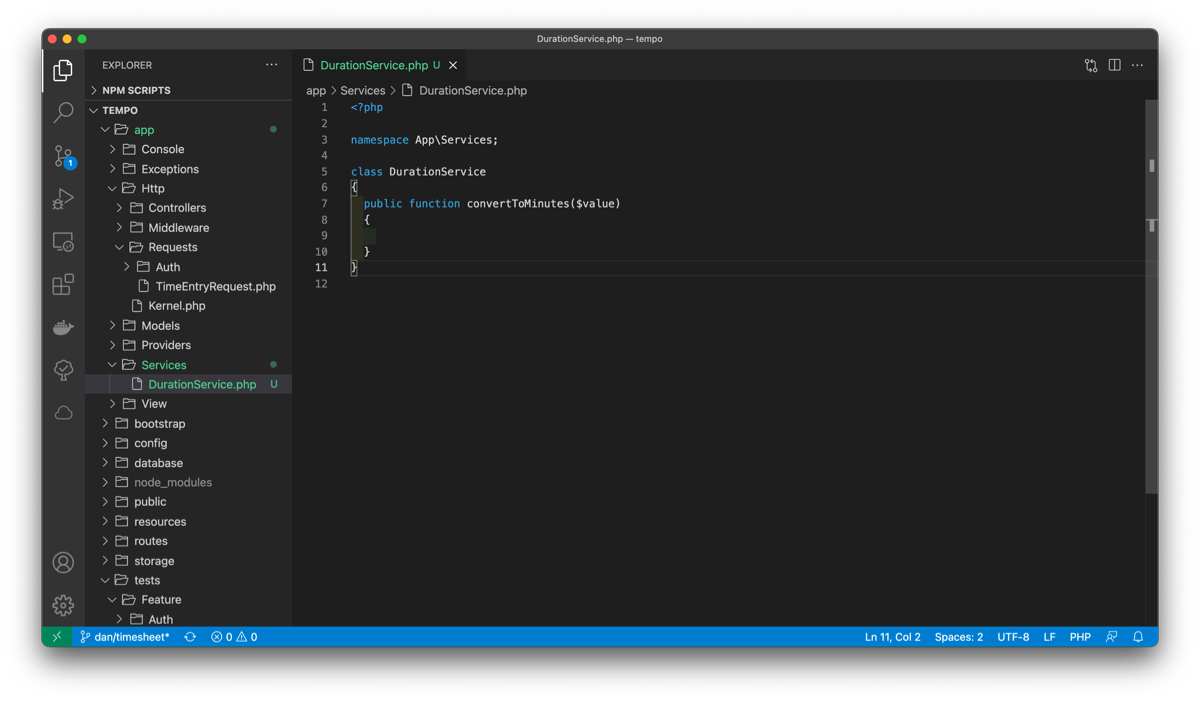 DurationService.php — tempo
EXPLORER
NPM SCRIPTS
TEMPO
app
Console
Exceptions
Http
Controllers
Middleware
Requests
Auth
TimeEntryRequest.php
Kernel.php
Models
Providers
Services
DurationService.php U
View
bootstrap
config
database
node_modules
public
resources
routes
storage
tests
Feature
Auth
1
DurationService.php U
app > Services > DurationService.php
1 <?php
2
3 namespace App\Services;
4
5 class DurationService
6 {
7 public function convertToMinutes($value)
8 {
9
10 }
11 }
12
dan/timesheet* 0 0 Ln 11, Col 2 Spaces: 2 UTF-8 LF PHP